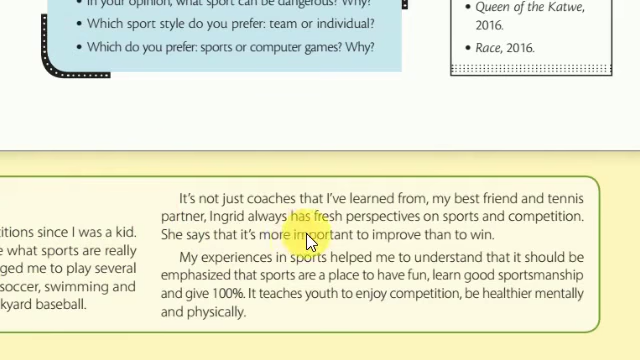 • In your opinion, what sport can be dangerous? Why?
• Which sport style do you prefer: team or individual?
• Which do you prefer: sports or computer games? Why?
• Queen of the Katwe,
2016.
• Race, 2016.
titions since I was a kid.
e what sports are really
ged me to play several
soccer, swimming and
kyard baseball.
It's not just coaches that I've learned from, my best friend and tennis
partner, Ingrid always has fresh perspectives on sports and competition.
She says that it's more important to improve than to win.
My experiences in sports helped me to understand that it should be
emphasized that sports are a place to have fun, learn good sportsmanship
and give 100%. It teaches youth to enjoy competition, be healthier mentally
and physically.